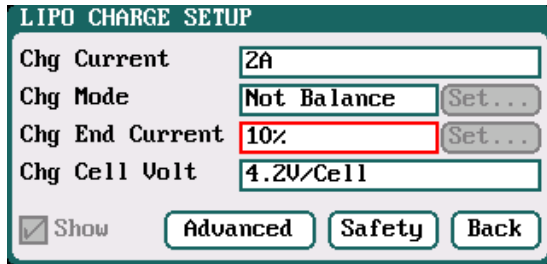 LIPO CHARGE SETUP
Chg Current 2A
Chg Mode Not Balance Set...
Chg End Current 10% Set...
Chg Cell Volt 4.2V/Cell
Show Advanced Safety Back